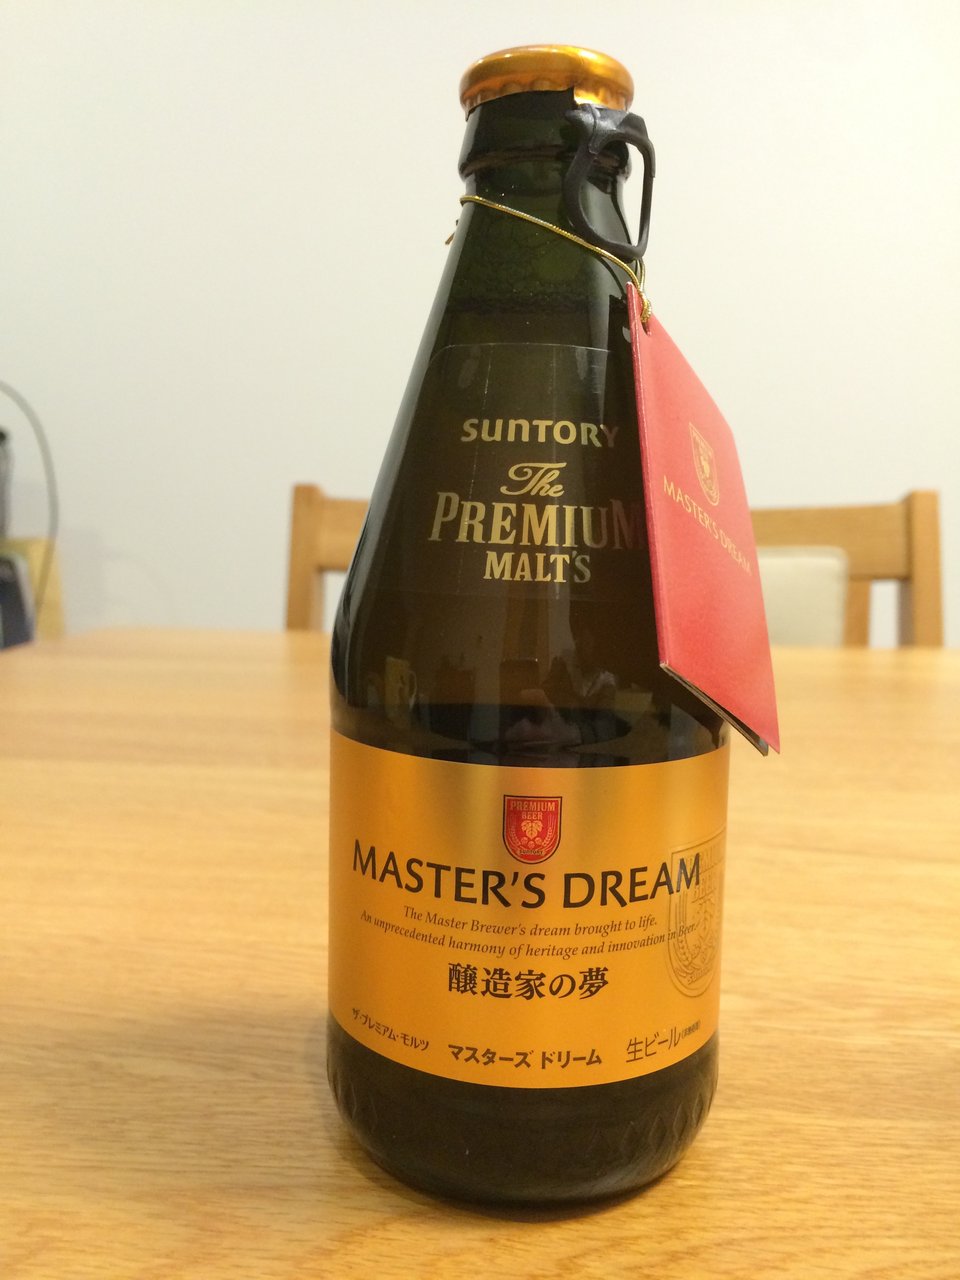 SUNTORY
The
PREMIUM
MALT'S
MASTER'S DREAM
PREMIUM
BEER
SUNTORY
MASTER'S DREAM
The Master Brewer's dream brought to life.
An unprecedented harmony of heritage and innovation in Beer.
醸造家の夢
ザ・プレミアム・モルツ
マスターズ ドリーム
生ビール